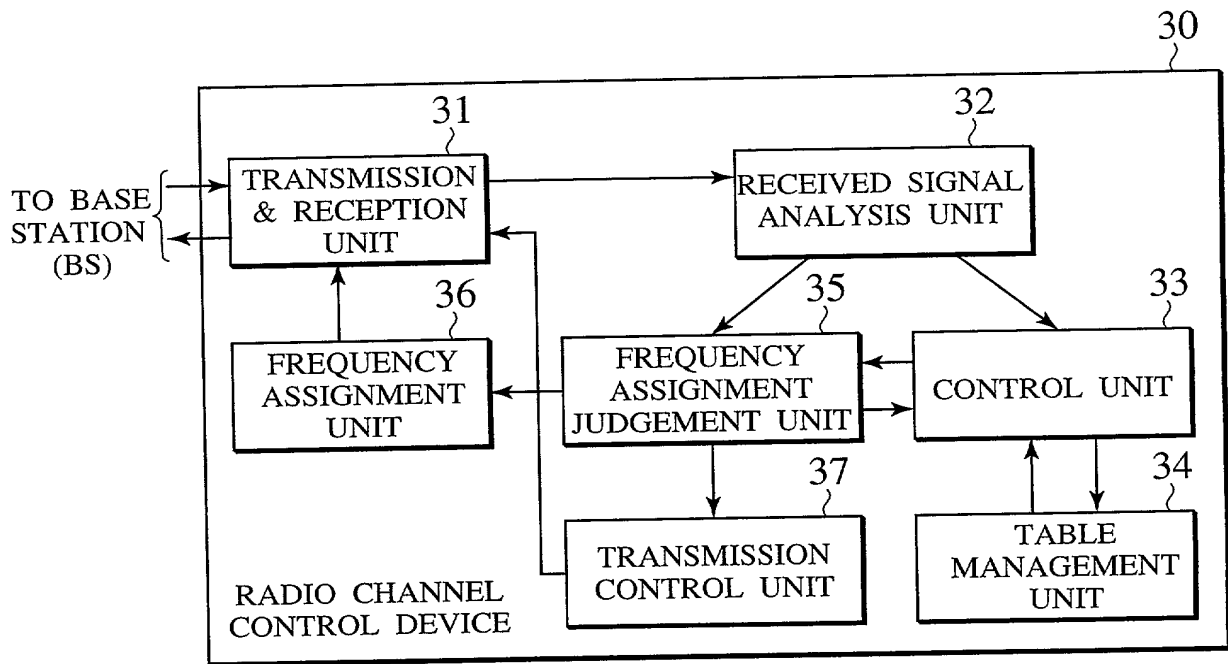 30
31
TRANSMISSION
& RECEPTION
UNIT
32
RECEIVED SIGNAL
ANALYSIS UNIT
TO BASE
STATION
(BS)
36
FREQUENCY
ASSIGNMENT
UNIT
35
FREQUENCY
ASSIGNMENT
JUDGEMENT UNIT
33
CONTROL UNIT
37
TRANSMISSION
CONTROL UNIT
34
TABLE
MANAGEMENT
UNIT
RADIO CHANNEL
CONTROL DEVICE